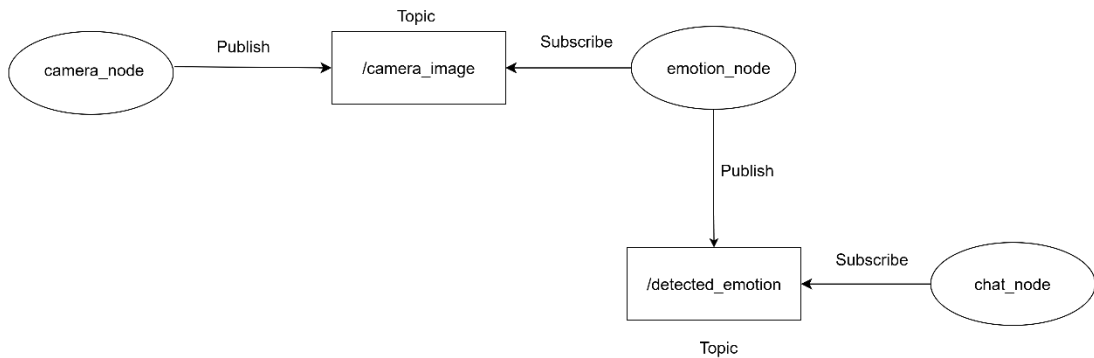 Topic
Publish
Subscribe
camera_node
/camera_image
emotion_node
Publish
Subscribe
/detected_emotion
chat_node
Topic